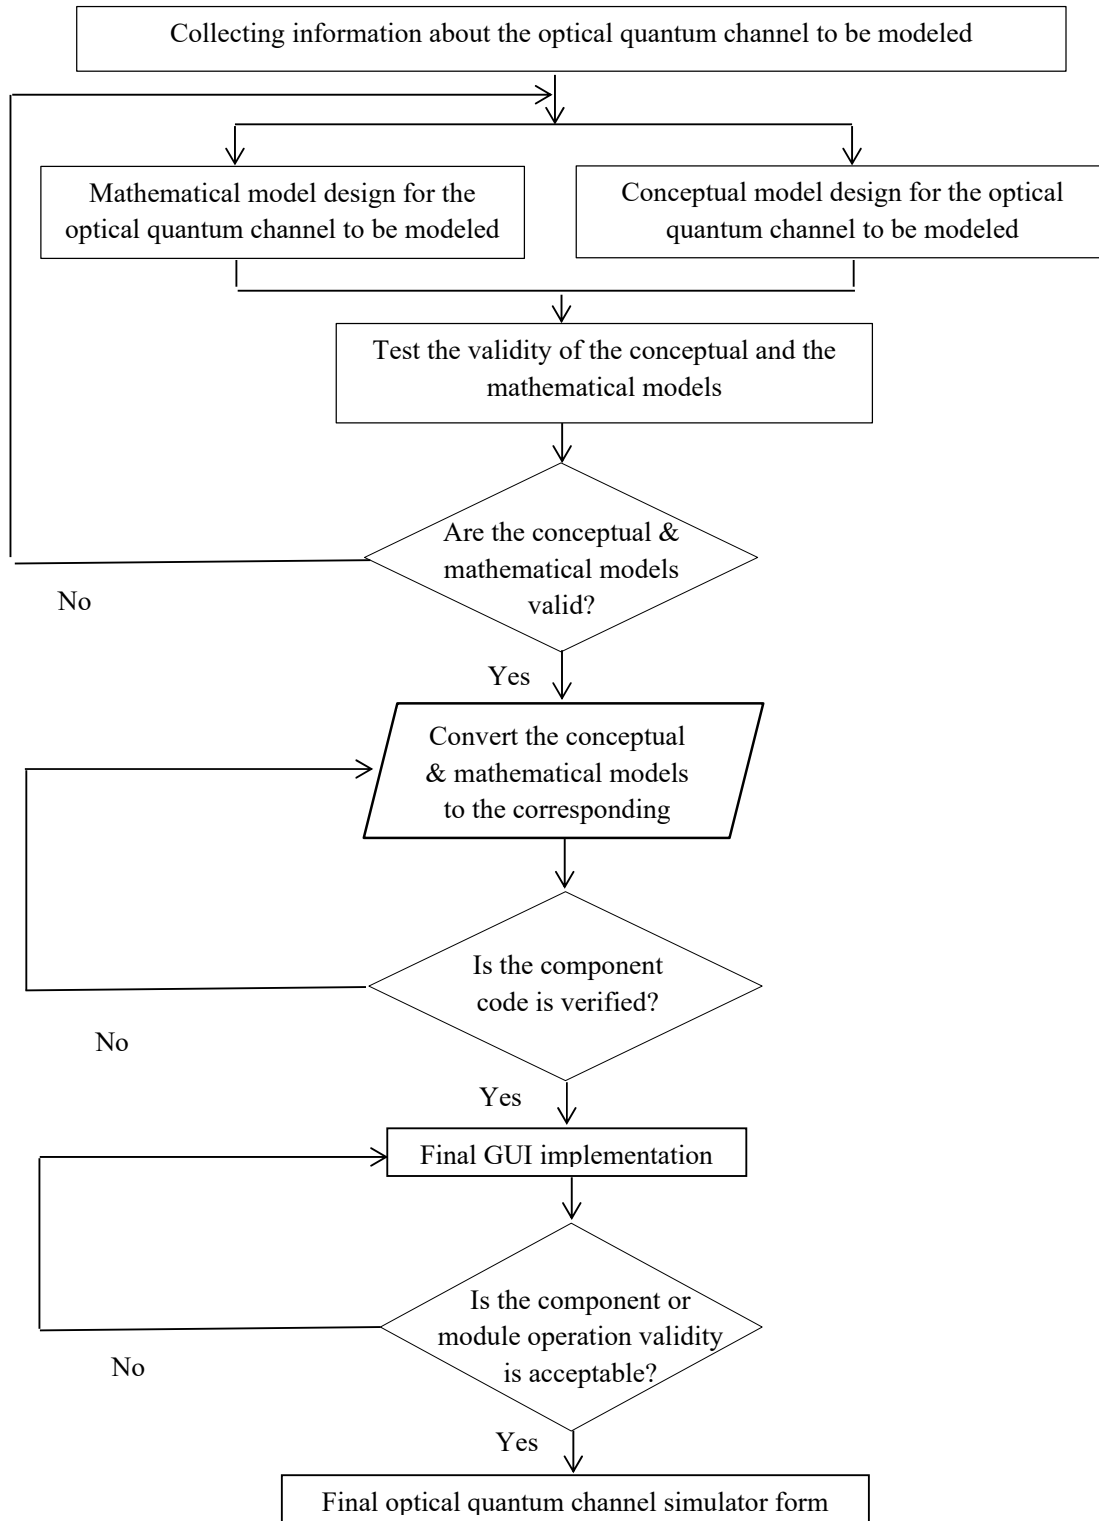 Collecting information about the optical quantum channel to be modeled
Mathematical model design for the
optical quantum channel to be modeled
Conceptual model design for the optical
quantum channel to be modeled
Test the validity of the conceptual and the
mathematical models
Are the conceptual &
mathematical models
valid?
No
Yes
Convert the conceptual
& mathematical models
to the corresponding
Is the component
code is verified?
No
Yes
Final GUI implementation
Is the component or
module operation validity
is acceptable?
No
Yes
Final optical quantum channel simulator form